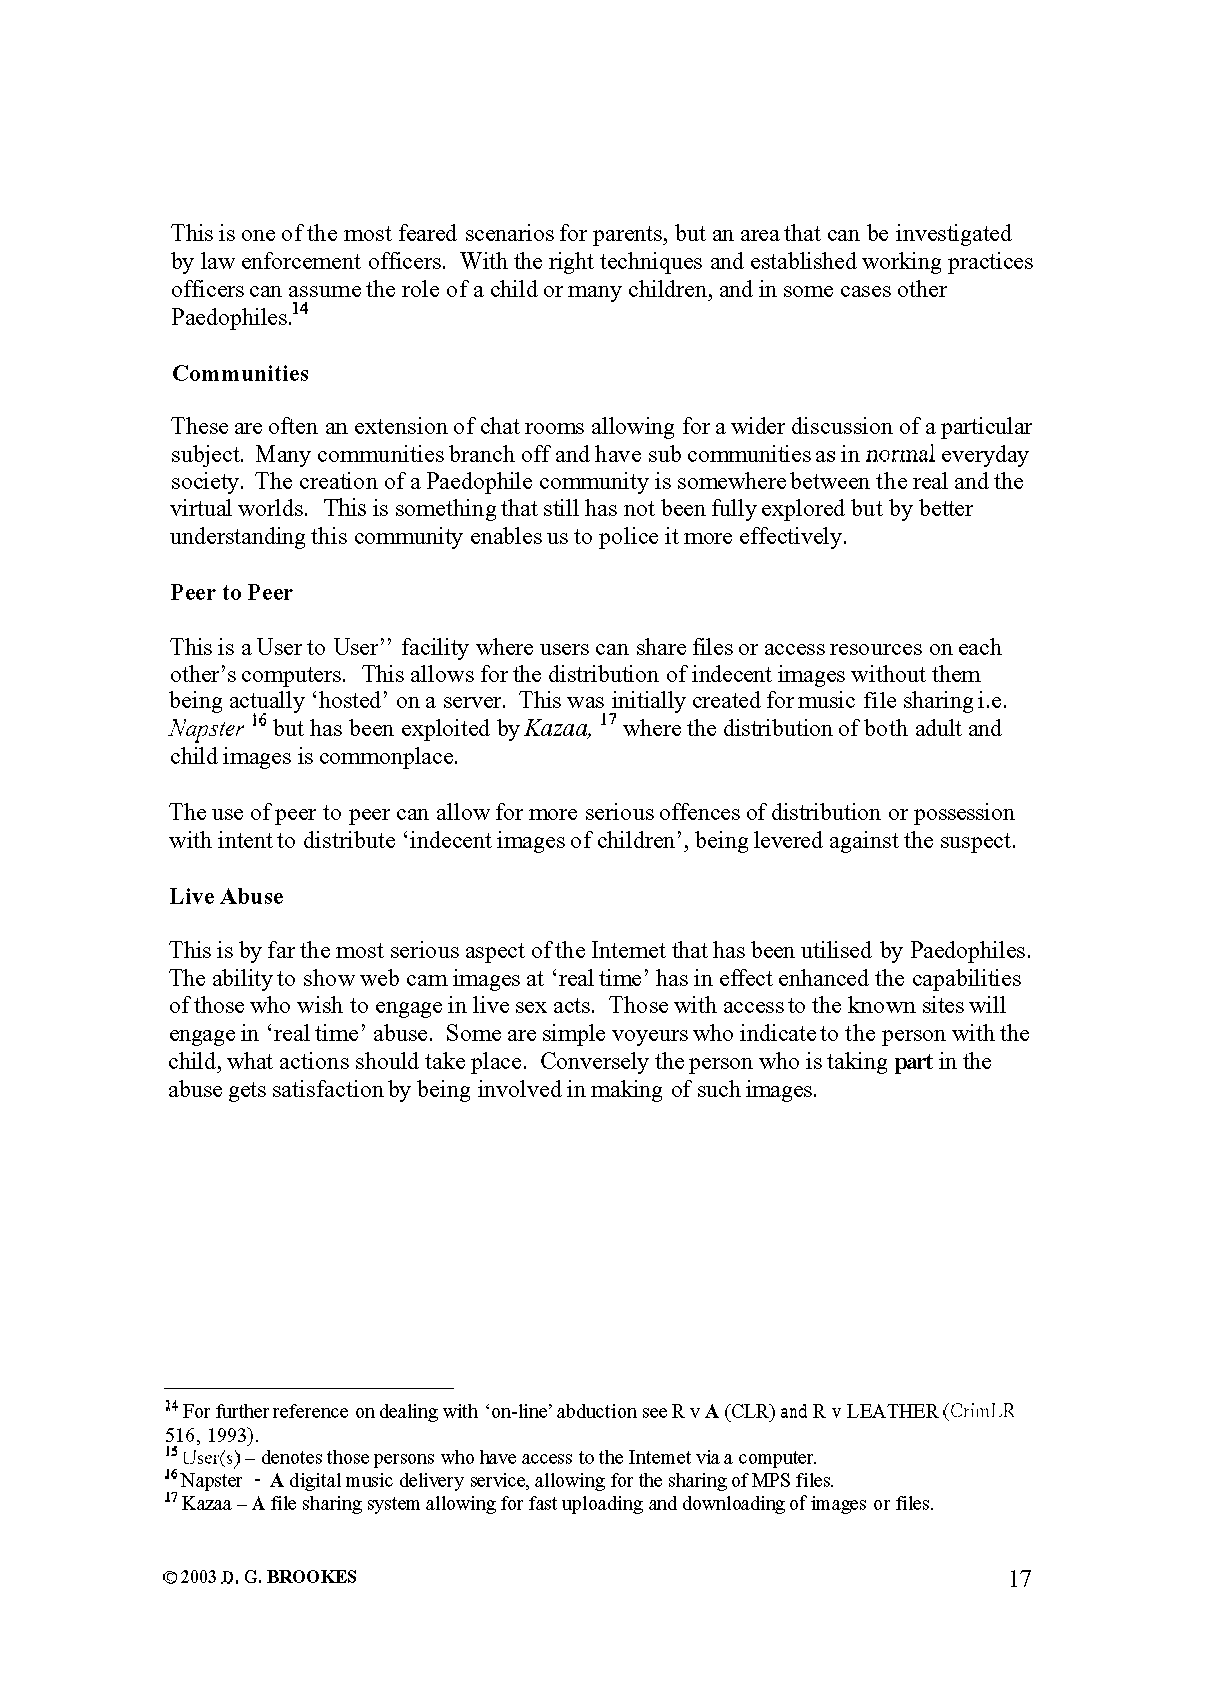 This is one of the most feared scenarios for parents, but an area that can be investigated
by law enforcement officers. With the right techniques and established working practices
officers can assume the role of a child or many children, and in some cases other
Paedophiles.14
Communities
These are often an extension of chat rooms allowing for a wider discussion of a particular
subject. Many communities branch off and have sub communities as in normal everyday
society. The creation of a Paedophile community is somewhere between the real and the
virtual worlds. This is something that still has not been fully explored but by better
understanding this community enables us to police it more effectively.
Peer to Peer
This is a User to User’’ facility where users can share files or access resources on each
other’s computers. This allows for the distribution of indecent images without them
being actually ‘hosted’ on a server. This was initially created for music file sharing i.e.
Napster 16 but has been exploited by Kazaa, 17 where the distribution of both adult and
child images is commonplace.
The use of peer to peer can allow for more serious offences of distribution or possession
with intent to distribute ‘indecent images of children’, being levered against the suspect.
Live Abuse
This is by far the most serious aspect of the Internet that has been utilised by Paedophiles.
The ability to show web cam images at ‘real time’ has in effect enhanced the capabilities
of those who wish to engage in live sex acts. Those with access to the known sites will
engage in ‘real time’ abuse. Some are simple voyeurs who indicate to the person with the
child, what actions should take place. Conversely the person who is taking part in the
abuse gets satisfaction by being involved in making of such images.
14 For further reference on dealing with ‘on-line’ abduction see R v A (CLR) and R v LEATHER (CrimLR
516, 1993).
15 User(s) – denotes those persons who have access to the Internet via a computer.
16 Napster - A digital music delivery service, allowing for the sharing of MPS files.
17 Kazaa – A file sharing system allowing for fast uploading and downloading of images or files.
© 2003 D. G. BROOKES
17